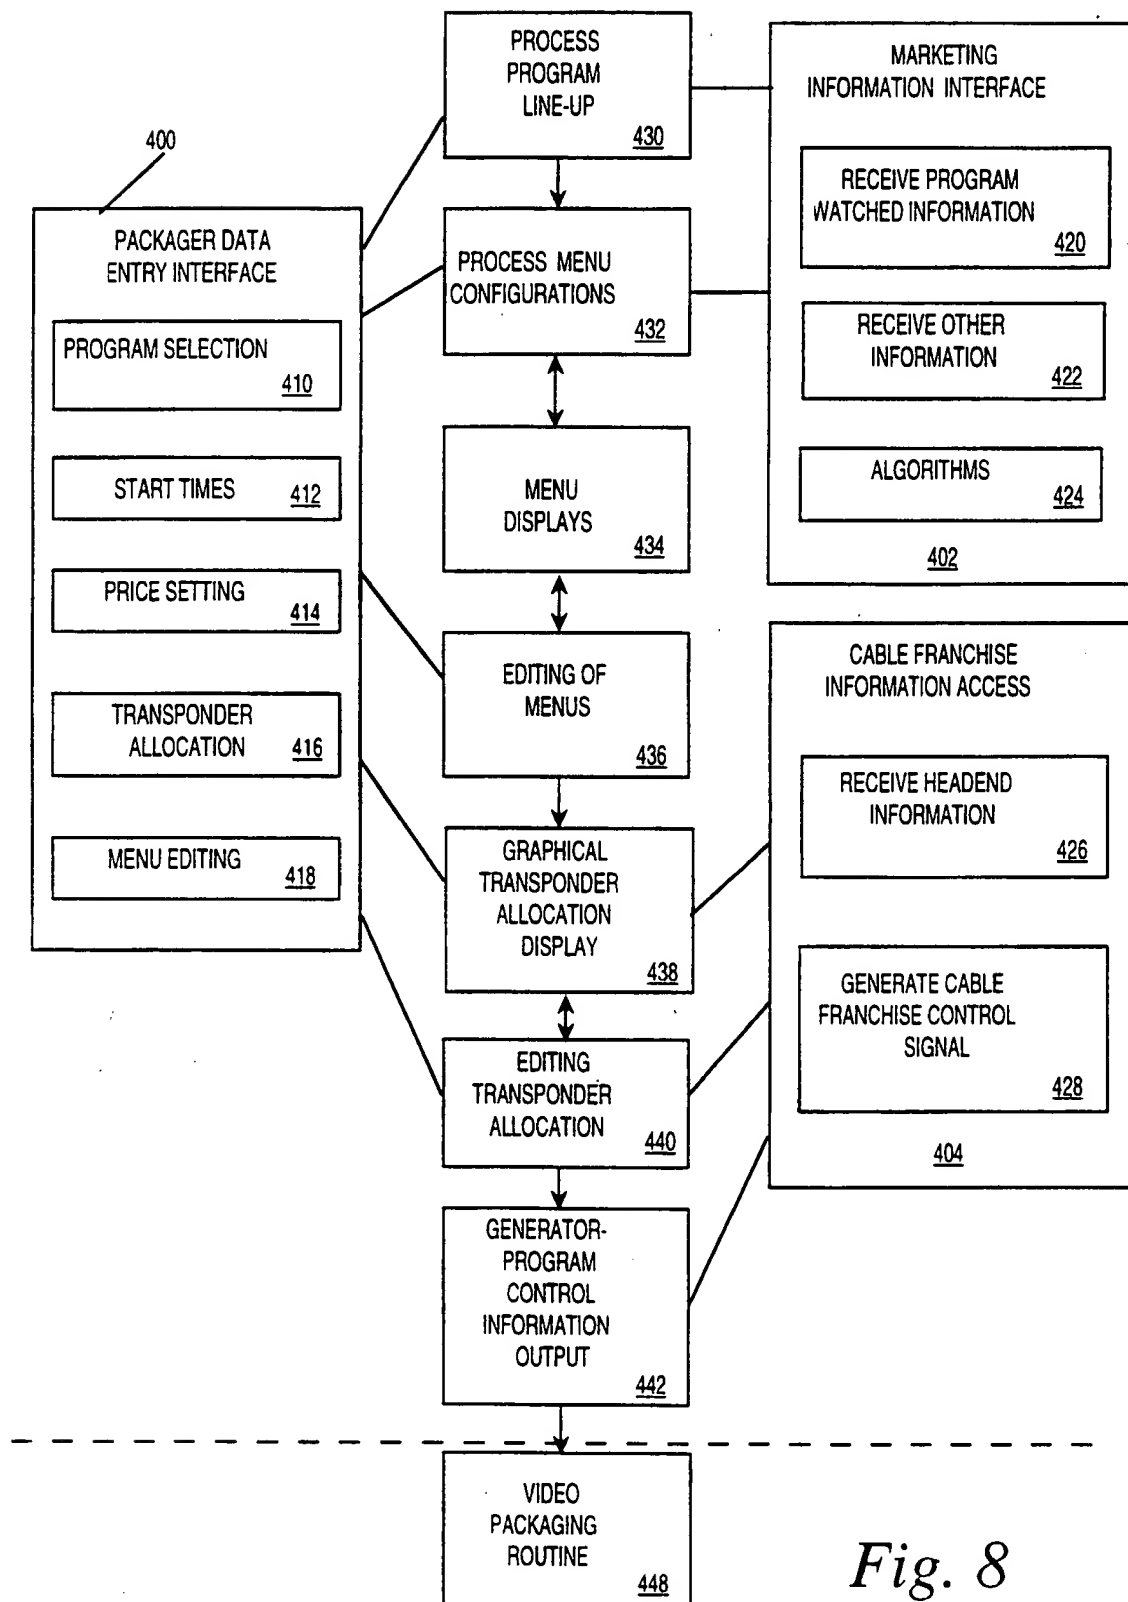 400
PACKAGER DATA
ENTRY INTERFACE
PROGRAM SELECTION
410
START TIMES
412
PRICE SETTING
414
TRANSPONDER
ALLOCATION
416
MENU EDITING
418
PROCESS
PROGRAM
LINE-UP
430
PROCESS MENU
CONFIGURATIONS
432
MENU
DISPLAYS
434
EDITING OF
MENUS
436
GRAPHICAL
TRANSPONDER
ALLOCATION
DISPLAY
438
EDITING
TRANSPONDER
ALLOCATION
440
GENERATOR-
PROGRAM
CONTROL
INFORMATION
OUTPUT
442
VIDEO
PACKAGING
ROUTINE
448
MARKETING
INFORMATION INTERFACE
RECEIVE PROGRAM
WATCHED INFORMATION
420
RECEIVE OTHER
INFORMATION
422
ALGORITHMS
424
402
CABLE FRANCHISE
INFORMATION ACCESS
RECEIVE HEADEND
INFORMATION
426
GENERATE CABLE
FRANCHISE CONTROL
SIGNAL
428
404
Fig. 8